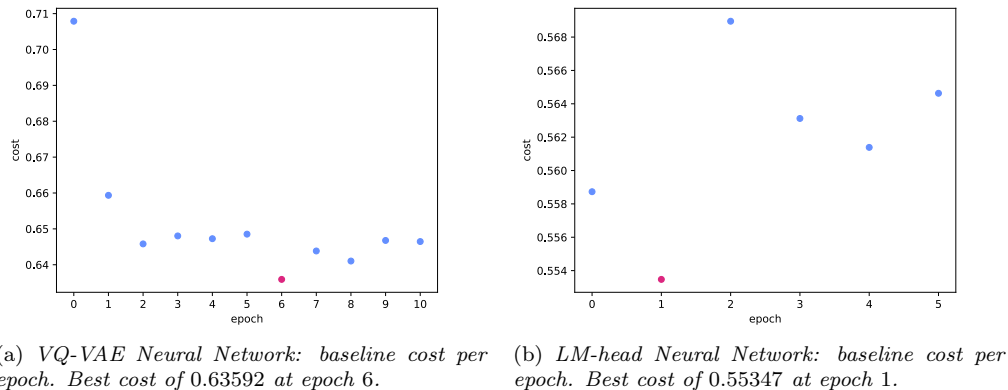 0.71
0.70
0.69
0.68
0.67
0.66
0.65
0.64
cost
0 1 2 3 4 5 6 7 8 9 10
epoch
0.568
0.566
0.564
0.562
0.560
0.558
0.556
0.554
cost
0 1 2 3 4 5
epoch
(a) VQ-VAE Neural Network: baseline cost per
epoch. Best cost of 0.63592 at epoch 6.
(b) LM-head Neural Network: baseline cost per
epoch. Best cost of 0.55347 at epoch 1.